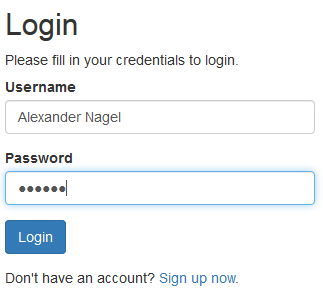 Login
Please fill in your credentials to login.
Username
Alexander Nagel
Password
●●●●●●
Login
Don't have an account? Sign up now.